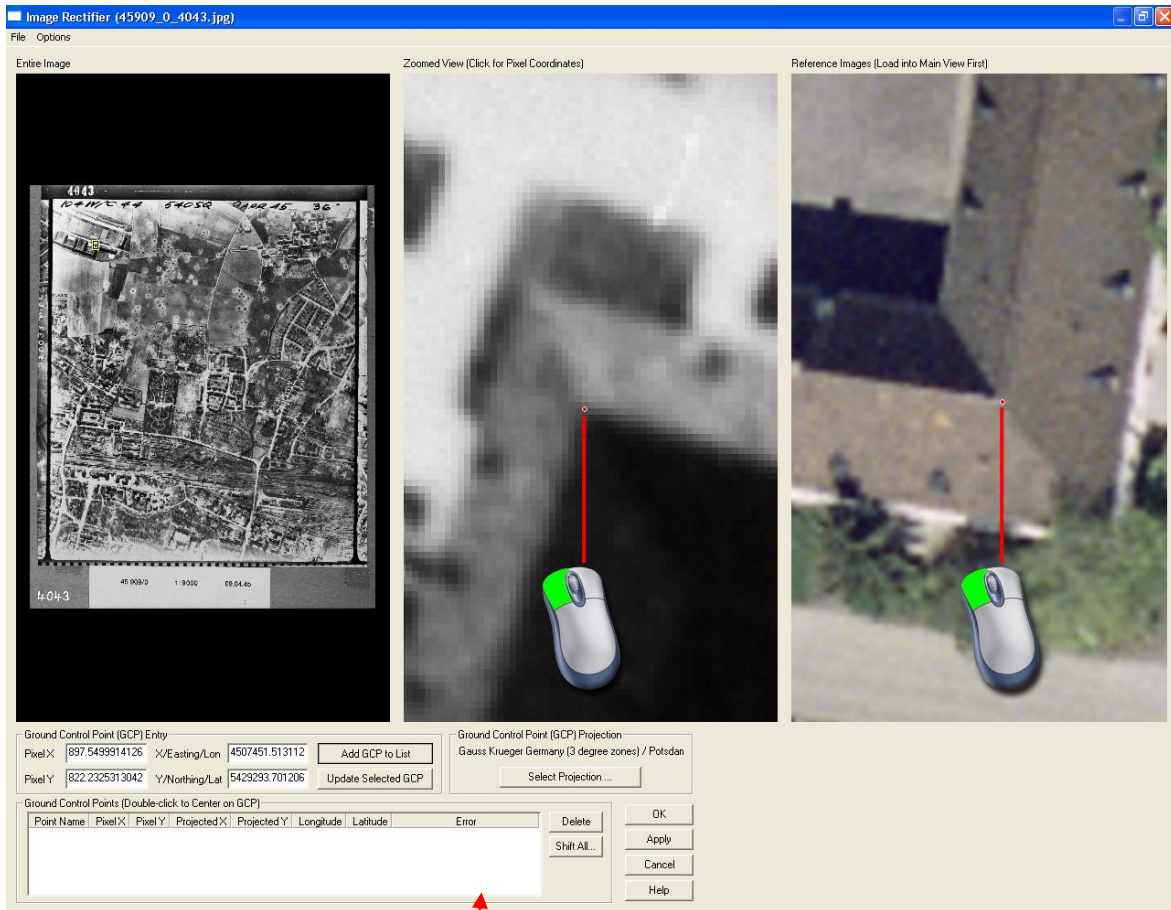 Image Rectifier (45909_0_4043.jpg)
File Options
Entire Image
Zoomed View (Click for Pixel Coordinates)
Reference Images (Load into Main View First)
4043
5405Q
36"
45 909/0 1:9000 09.04.45
4043
Ground Control Point (GCP) Entry
Pixel X 897.5499914126 X/Easting/Lon 4507451.513112 Add GCP to List
Pixel Y 822.2325313042 Y/Northing/Lat 5429293.701206 Update Selected GCP
Ground Control Point (GCP) Projection
Gauss Krueger Germany (3 degree zones) / Potsdan
Select Projection ...
Ground Control Points (Double-click to Center on GCP)
Point Name Pixel X Pixel Y Projected X Projected Y Longitude Latitude Error
Delete
Shift All...
OK
Apply
Cancel
Help